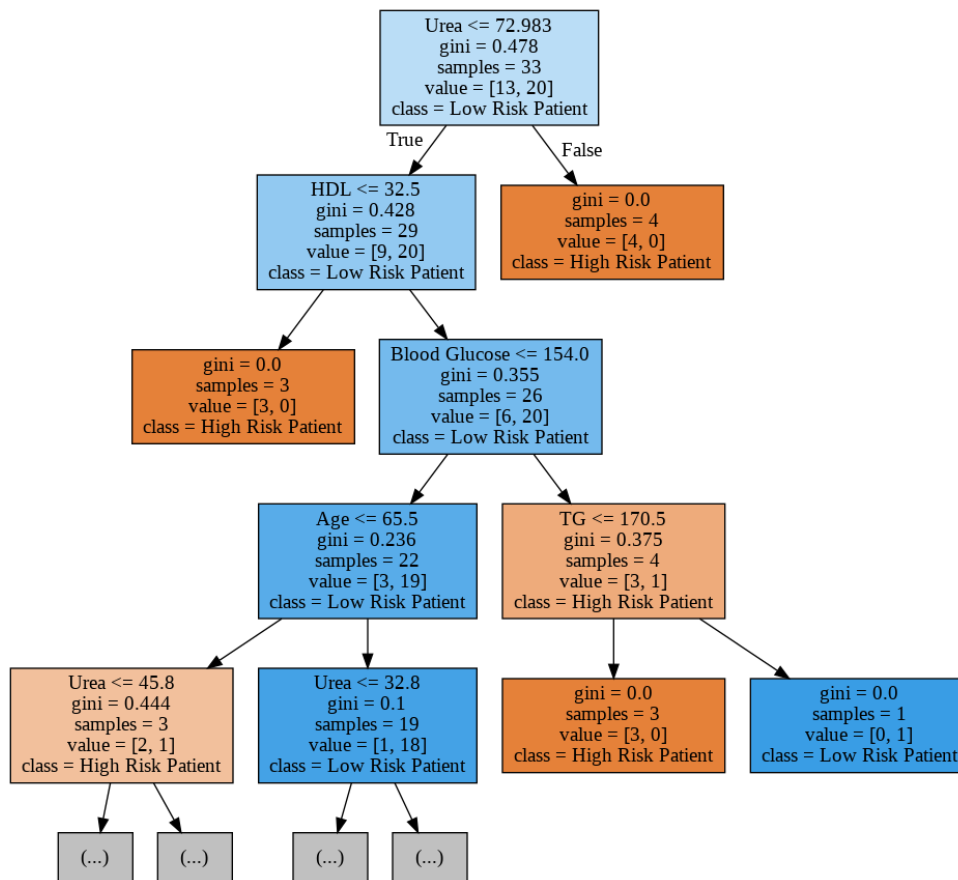 Urea <= 72.983
gini = 0.478
samples = 33
value = [13, 20]
class = Low Risk Patient
True
False
HDL <= 32.5
gini = 0.428
samples = 29
value = [9, 20]
class = Low Risk Patient
gini = 0.0
samples = 4
value = [4, 0]
class = High Risk Patient
gini = 0.0
samples = 3
value = [3, 0]
class = High Risk Patient
Blood Glucose <= 154.0
gini = 0.355
samples = 26
value = [6, 20]
class = Low Risk Patient
Age <= 65.5
gini = 0.236
samples = 22
value = [3, 19]
class = Low Risk Patient
TG <= 170.5
gini = 0.375
samples = 4
value = [3, 1]
class = High Risk Patient
Urea <= 45.8
gini = 0.444
samples = 3
value = [2, 1]
class = High Risk Patient
Urea <= 32.8
gini = 0.1
samples = 19
value = [1, 18]
class = Low Risk Patient
gini = 0.0
samples = 3
value = [3, 0]
class = High Risk Patient
gini = 0.0
samples = 1
value = [0, 1]
class = Low Risk Patient
(...)
(...)
(...)
(...)